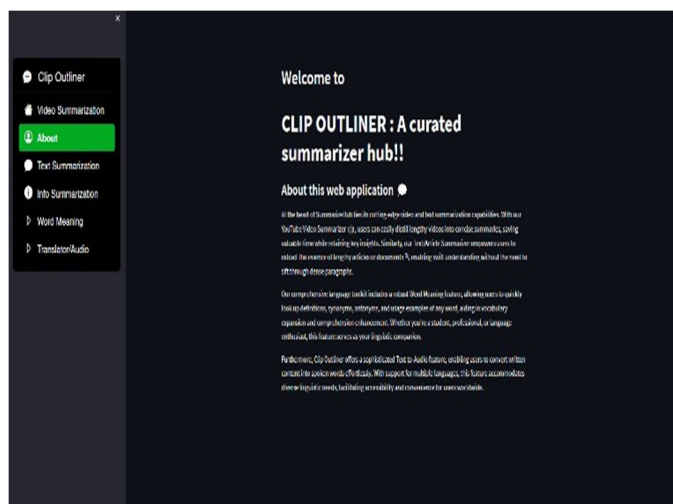 x
Clip Outliner
Video Summarization
About
Text Summarization
Info Summarization
Word Meaning
Translator/Audio
Welcome to
CLIP OUTLINER : A curated
summarizer hub!!
About this web application
At the heart of SummarizeHub lies its cutting-edge video and text summarization capabilities. With our
YouTube Video Summarizer, users can easily distill lengthy videos into concise summaries, saving
valuable time while retaining key insights. Similarly, our Text/Article Summarizer empowers users to
extract the essence of lengthy articles or documents, enabling swift understanding without the need to
sift through dense paragraphs.
Our comprehensive language toolkit includes a robust Word Meaning feature, allowing users to quickly
look up definitions, synonyms, antonyms, and usage examples of any word, aiding in vocabulary
expansion and comprehension enhancement. Whether you're a student, professional, or language
enthusiast, this feature serves as your linguistic companion.
Furthermore, Clip Outliner offers a sophisticated Text-to-Audio feature, enabling users to convert written
content into spoken words effortlessly. With support for multiple languages, this feature accommodates
diverse linguistic needs, facilitating accessibility and convenience for users worldwide.